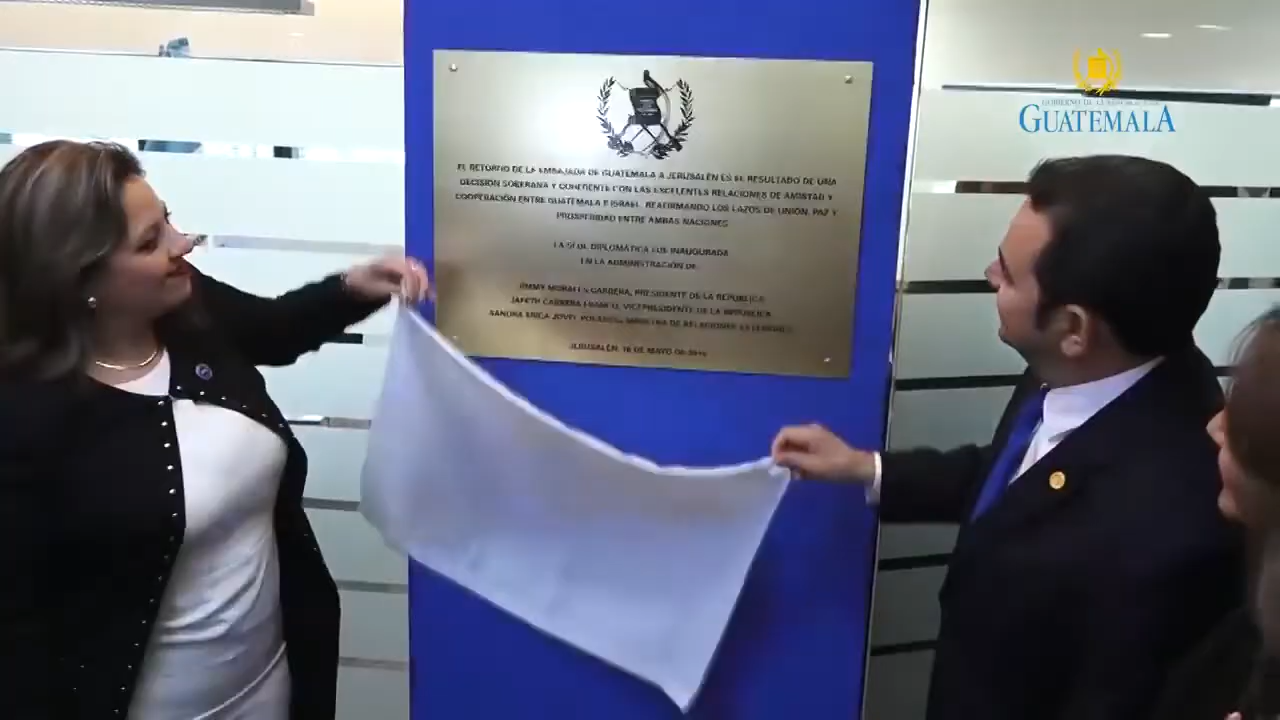 GOBIERNO DE LA REPÚBLICA DE
GUATEMALA
EL RETORNO DE LA EMBAJADA DE GUATEMALA A JERUSALÉN ES EL RESULTADO DE UNA
DECISIÓN SOBERANA Y COHERENTE CON LAS EXCELENTES RELACIONES DE AMISTAD Y
COOPERACIÓN ENTRE GUATEMALA E ISRAEL, REAFIRMANDO LOS LAZOS DE UNIÓN, PAZ Y
PROSPERIDAD ENTRE AMBAS NACIONES.
LA SEDE DIPLOMÁTICA FUE INAUGURADA
EN LA ADMINISTRACIÓN DE:
JIMMY MORALES CABRERA, PRESIDENTE DE LA REPÚBLICA
JAFETH CABRERA FRANCO, VICEPRESIDENTE DE LA REPÚBLICA
SANDRA ERICA JOVEL POLANCO, MINISTRA DE RELACIONES EXTERIORES
JERUSALÉN, 16 DE MAYO DE 2018